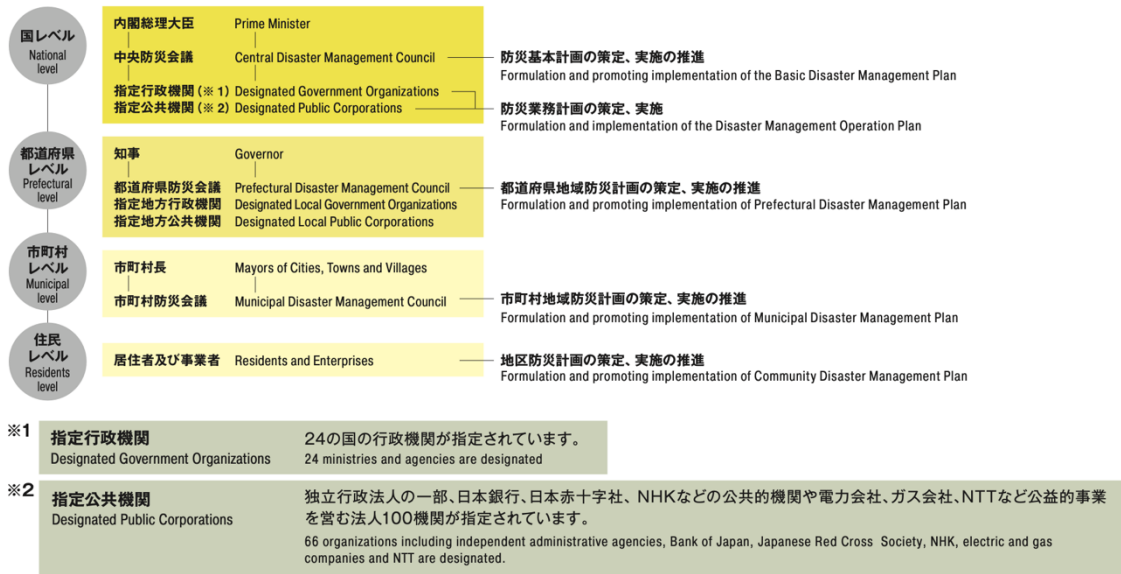 国レベル
National
level
内閣総理大臣 Prime Minister
中央防災会議 Central Disaster Management Council
指定行政機関(※1) Designated Government Organizations
指定公共機関(※2) Designated Public Corporations
防災基本計画の策定、実施の推進
Formulation and promoting implementation of the Basic Disaster Management Plan
防災業務計画の策定、実施
Formulation and implementation of the Disaster Management Operation Plan
都道府県
レベル
Prefectural
level
知事 Governor
都道府県防災会議 Prefectural Disaster Management Council
指定地方行政機関 Designated Local Government Organizations
指定地方公共機関 Designated Local Public Corporations
都道府県地域防災計画の策定、実施の推進
Formulation and promoting implementation of Prefectural Disaster Management Plan
市町村
レベル
Municipal
level
市町村長 Mayors of Cities, Towns and Villages
市町村防災会議 Municipal Disaster Management Council
市町村地域防災計画の策定、実施の推進
Formulation and promoting implementation of Municipal Disaster Management Plan
住民
レベル
Residents
level
居住者及び事業者 Residents and Enterprises
地区防災計画の策定、実施の推進
Formulation and promoting implementation of Community Disaster Management Plan
※1
指定行政機関 24の国の行政機関が指定されています。
Designated Government Organizations 24 ministries and agencies are designated
※2
指定公共機関 独立行政法人の一部、日本銀行、日本赤十字社、NHKなどの公共的機関や電力会社、ガス会社、NTTなど公益的事業
Designated Public Corporations を営む法人100機関が指定されています。
66 organizations including independent administrative agencies, Bank of Japan, Japanese Red Cross Society, NHK, electric and gas
companies and NTT are designated.